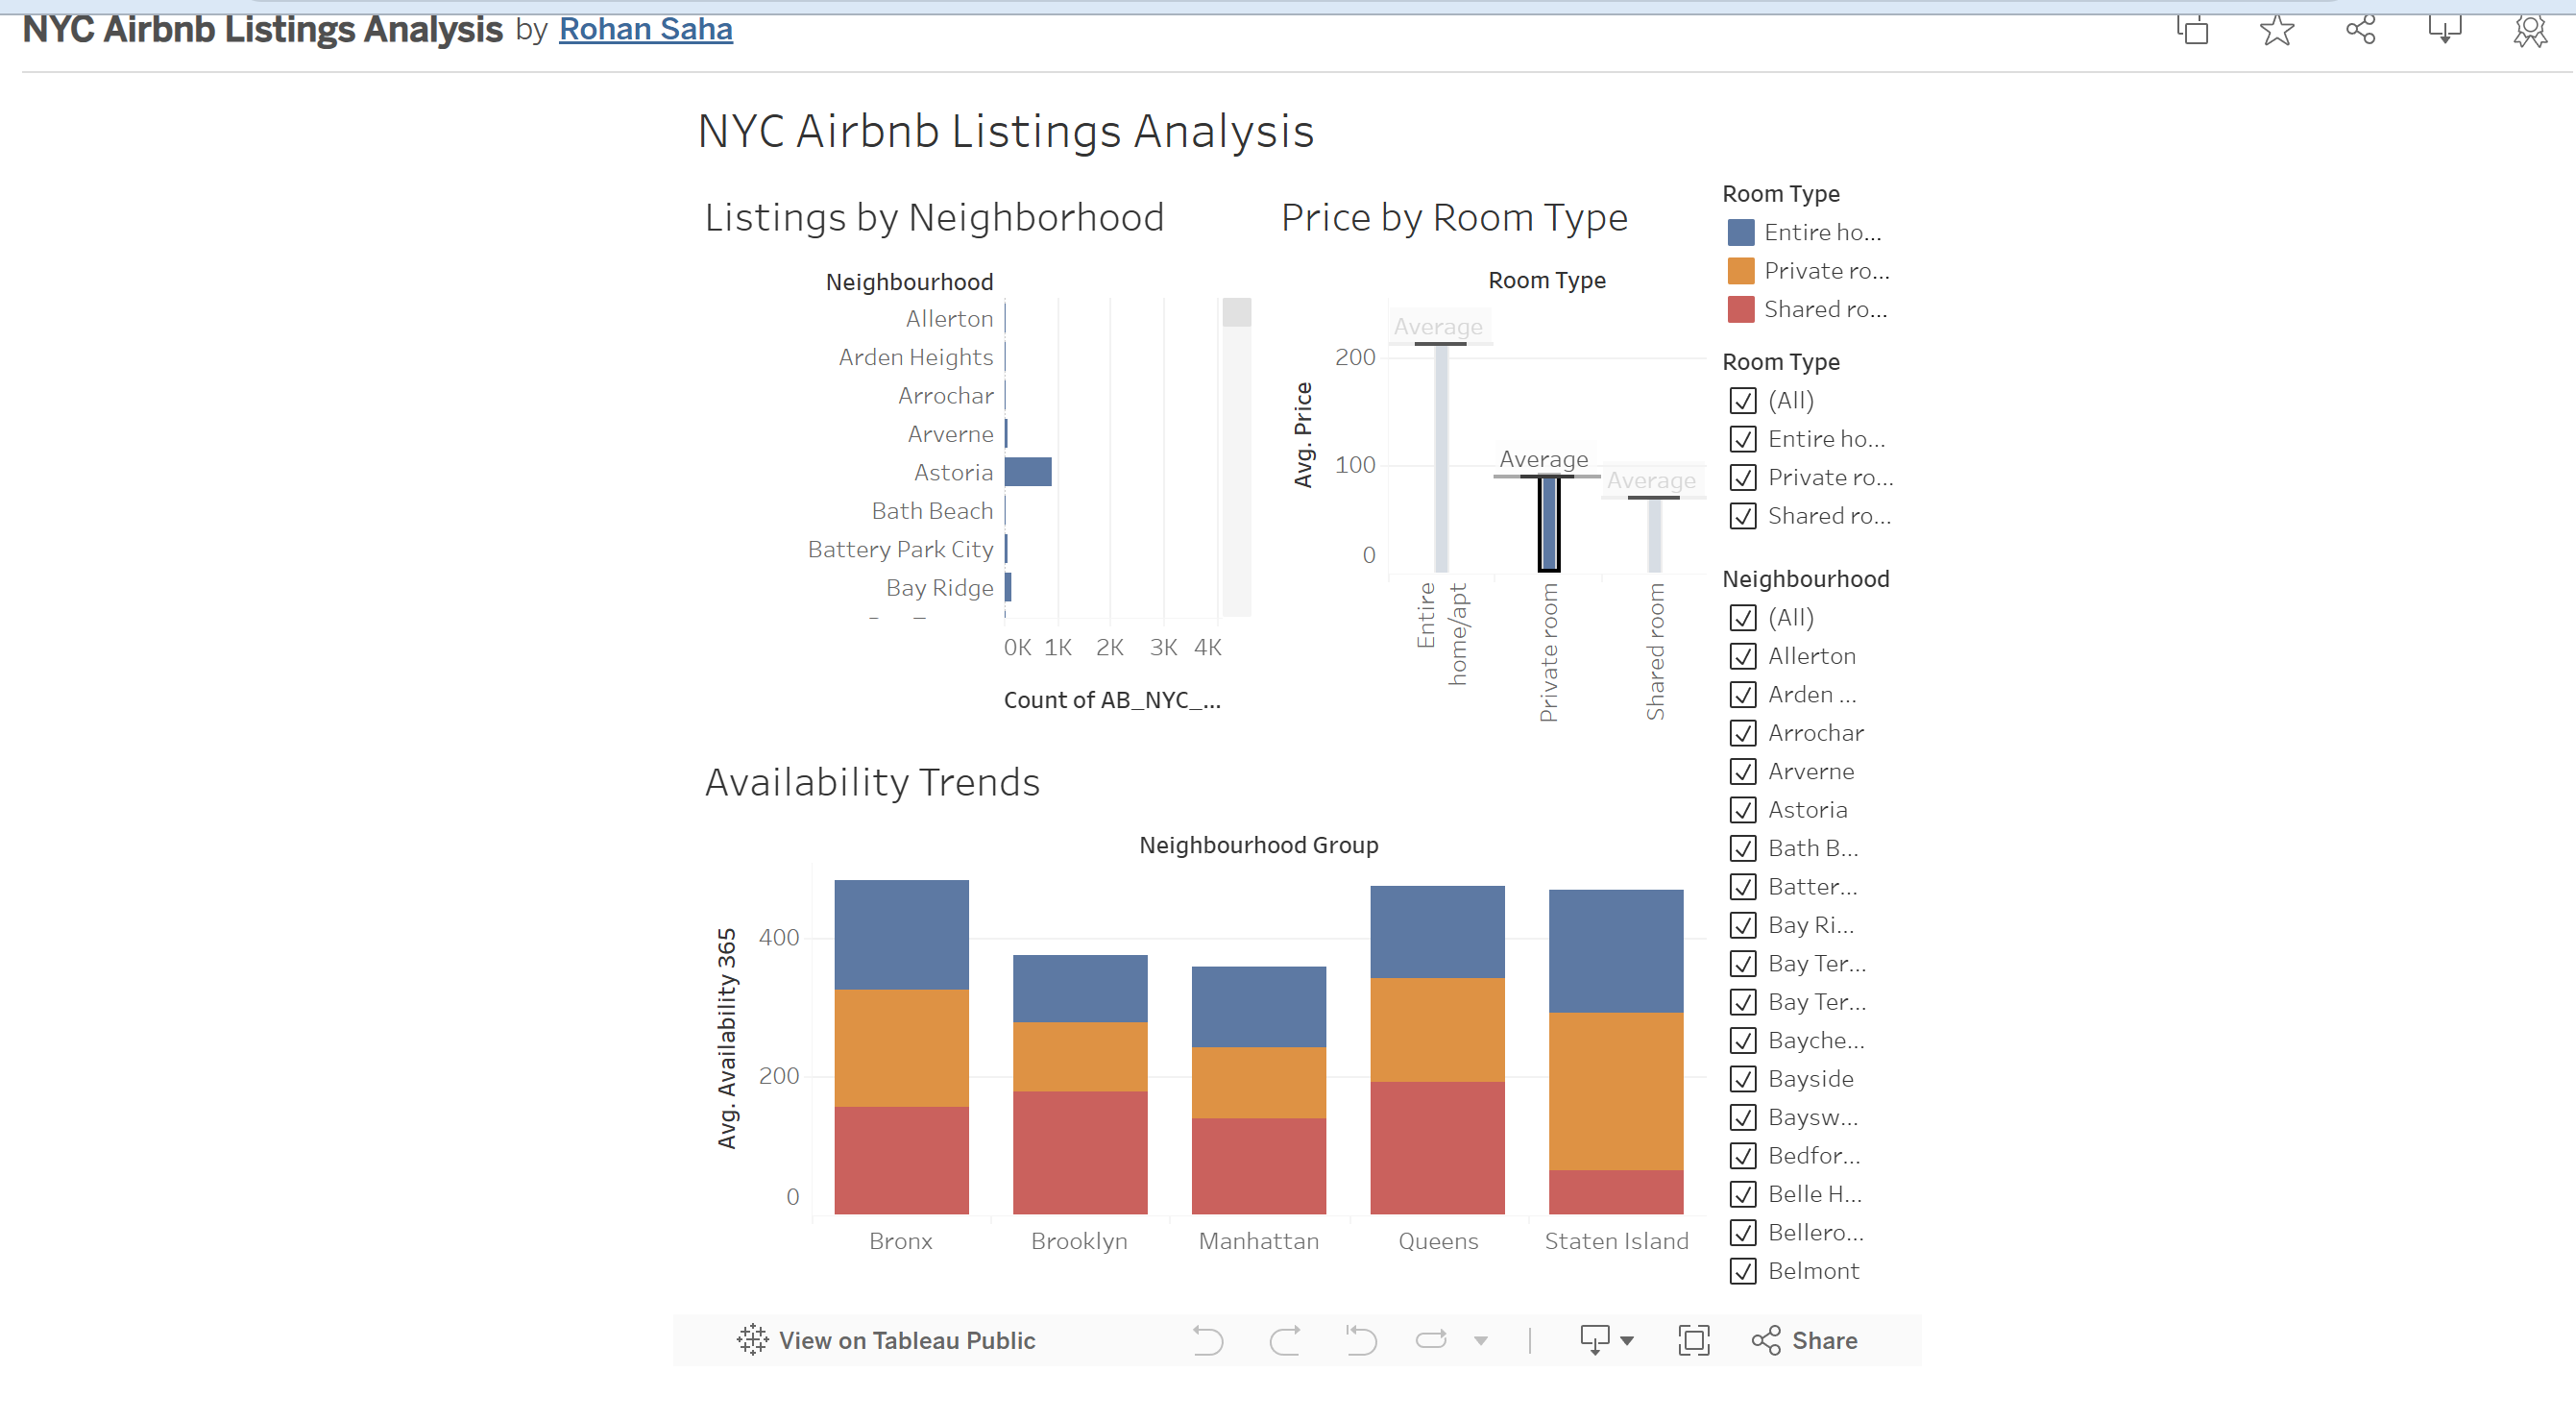 NYC Airbnb Listings Analysis by Rohan Saha
NYC Airbnb Listings Analysis
Listings by Neighborhood
Neighbourhood
Allerton
Arden Heights
Arrochar
Arverne
Astoria
Bath Beach
Battery Park City
Bay Ridge
0K 1K 2K 3K 4K
Count of AB_NYC_...
Price by Room Type
Room Type
Avg. Price
200
100
0
Average
Average
Average
Entire home/apt
Private room
Shared room
Room Type
Entire ho...
Private ro...
Shared ro...
Room Type
(All)
Entire ho...
Private ro...
Shared ro...
Neighbourhood
(All)
Allerton
Arden ...
Arrochar
Arverne
Astoria
Bath B...
Batter...
Bay Ri...
Bay Ter...
Bay Ter...
Bayche...
Bayside
Baysw...
Bedfor...
Belle H...
Bellero...
Belmont
Availability Trends
Neighbourhood Group
Avg. Availability 365
400
200
0
Bronx Brooklyn Manhattan Queens Staten Island
View on Tableau Public
Share